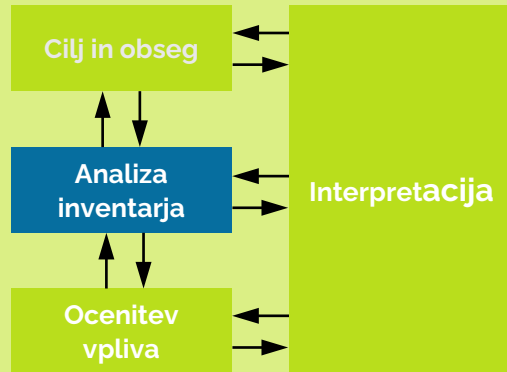 Cilj in obseg
Analiza
inventarja
Interpretacija
Ocenitev
vpliva